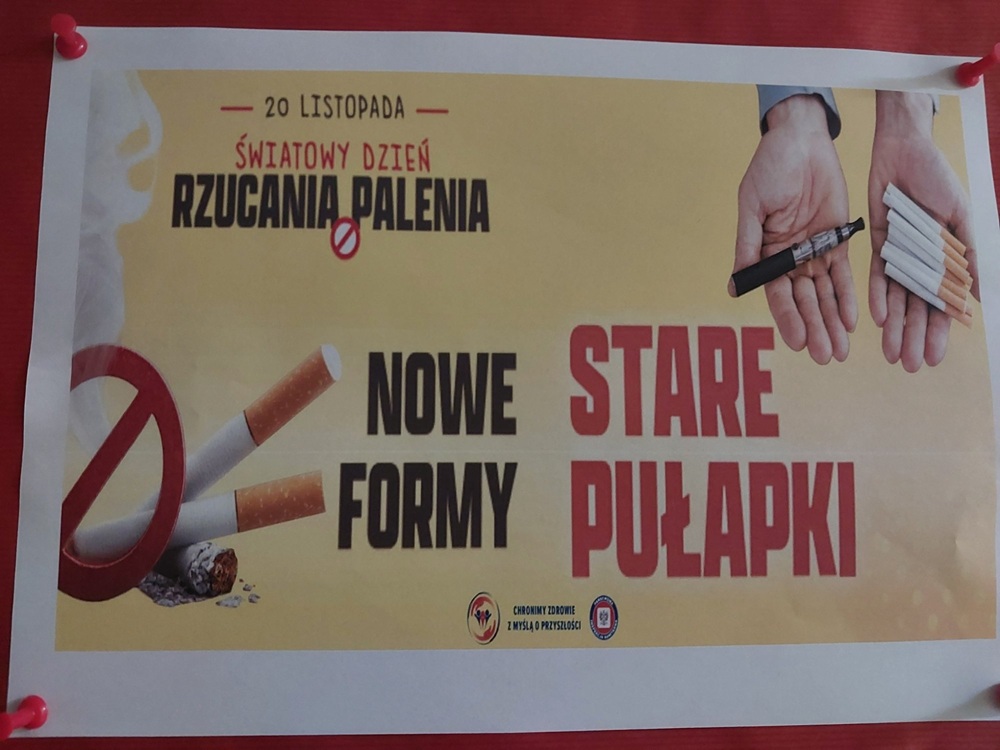 20 LISTOPADA
ŚWIATOWY DZIEŃ
RZUCANIA PALENIA
NOWE
FORMY
STARE
PUŁAPKI
CHRONIMY ZDROWIE
Z MYŚLĄ O PRZYSZŁOŚCI